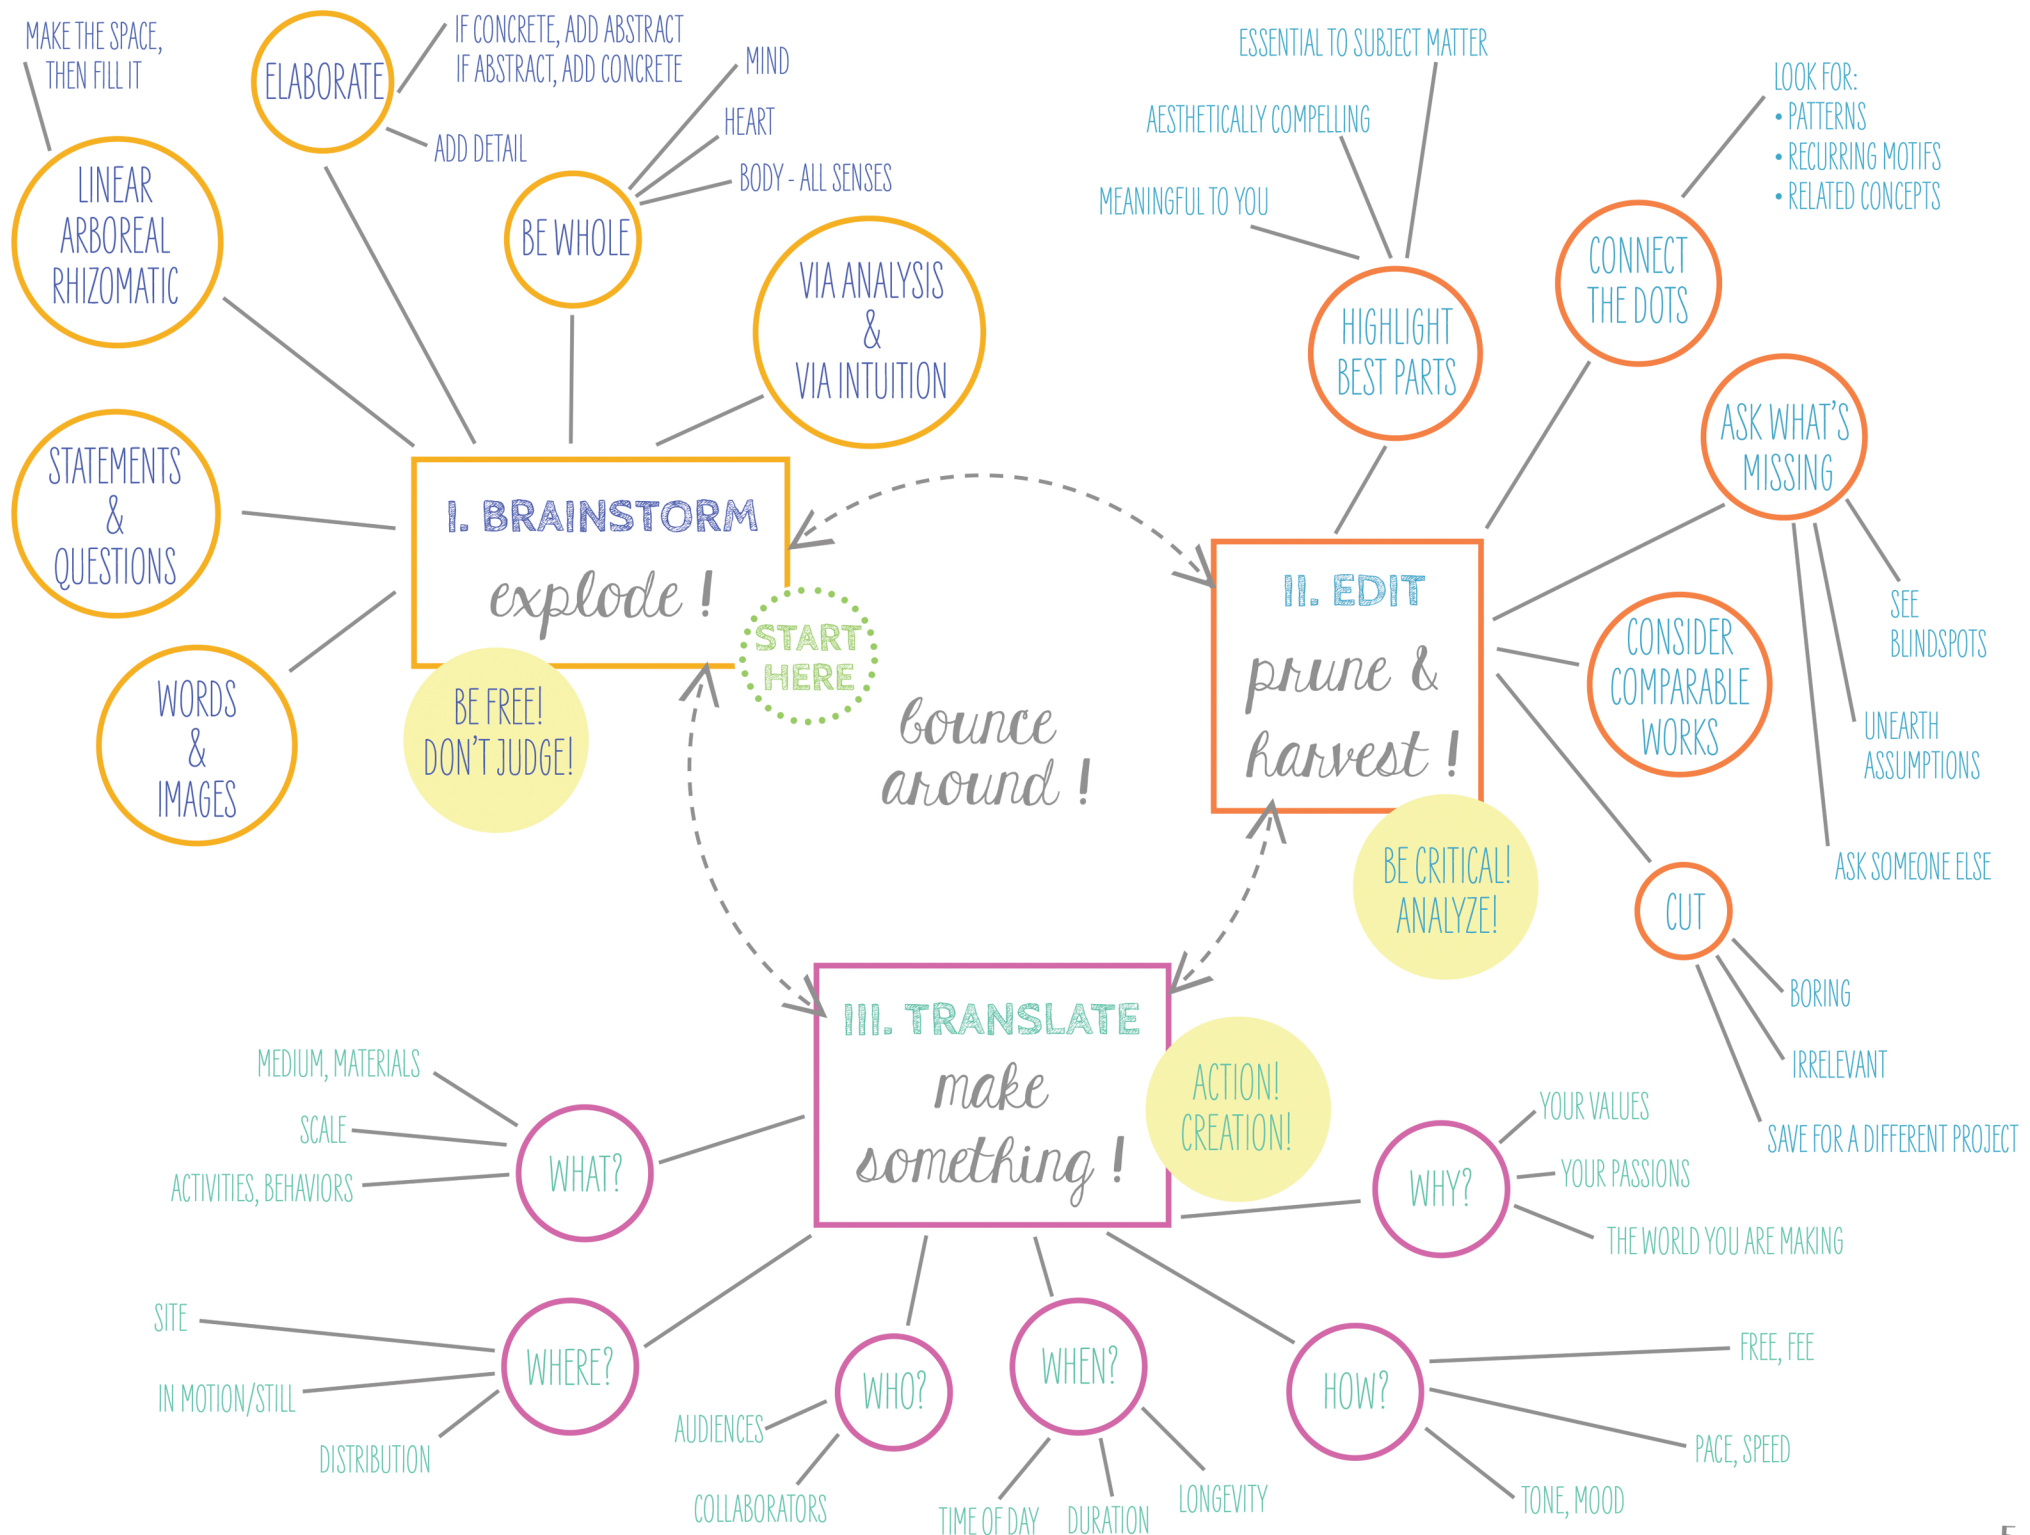 MAKE THE SPACE,
THEN FILL IT
LINEAR
ARBOREAL
RHIZOMATIC
ELABORATE
IF CONCRETE, ADD ABSTRACT
IF ABSTRACT, ADD CONCRETE
ADD DETAIL
BE WHOLE
MIND
HEART
BODY - ALL SENSES
VIA ANALYSIS
&
VIA INTUITION
STATEMENTS
&
QUESTIONS
WORDS
&
IMAGES
I. BRAINSTORM
explode !
BE FREE!
DON'T JUDGE!
START
HERE
bounce
around !
ESSENTIAL TO SUBJECT MATTER
AESTHETICALLY COMPELLING
MEANINGFUL TO YOU
HIGHLIGHT
BEST PARTS
LOOK FOR:
• PATTERNS
• RECURRING MOTIFS
• RELATED CONCEPTS
CONNECT
THE DOTS
ASK WHAT'S
MISSING
SEE
BLINDSPOTS
UNEARTH
ASSUMPTIONS
ASK SOMEONE ELSE
II. EDIT
prune &
harvest !
CONSIDER
COMPARABLE
WORKS
BE CRITICAL!
ANALYZE!
CUT
BORING
IRRELEVANT
SAVE FOR A DIFFERENT PROJECT
III. TRANSLATE
make
something !
ACTION!
CREATION!
MEDIUM, MATERIALS
SCALE
ACTIVITIES, BEHAVIORS
WHAT?
WHY?
YOUR VALUES
YOUR PASSIONS
THE WORLD YOU ARE MAKING
SITE
IN MOTION/STILL
DISTRIBUTION
WHERE?
WHO?
AUDIENCES
COLLABORATORS
WHEN?
TIME OF DAY
DURATION
LONGEVITY
HOW?
FREE, FEE
PACE, SPEED
TONE, MOOD